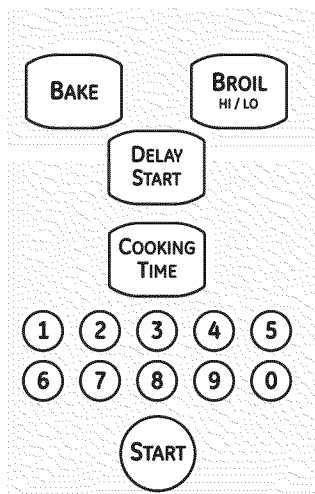 BAKE
BROIL
HI / LO
DELAY
START
COOKING
TIME
1 2 3 4 5
6 7 8 9 0
START